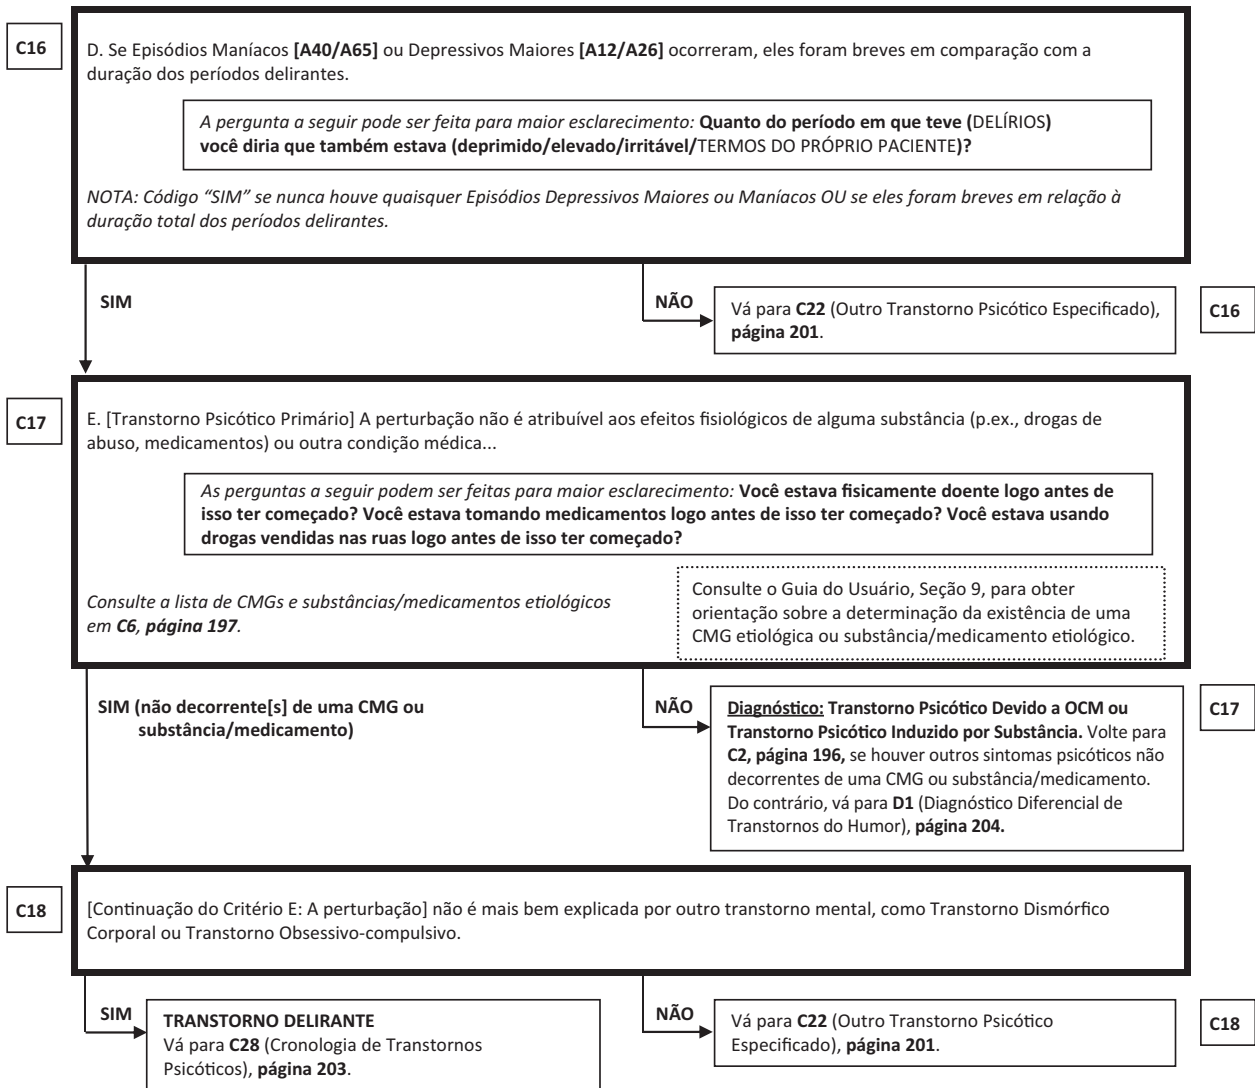 C16
D. Se Episódios Maníacos [A40/A65] ou Depressivos Maiores [A12/A26] ocorreram, eles foram breves em comparação com a
duração dos períodos delirantes.
A pergunta a seguir pode ser feita para maior esclarecimento: Quanto do período em que teve (DELÍRIOS)
você diria que também estava (deprimido/elevado/irritável/TERMOS DO PRÓPRIO PACIENTE)?
NOTA: Código "SIM" se nunca houve quaisquer Episódios Depressivos Maiores ou Maníacos OU se eles foram breves em relação à
duração total dos períodos delirantes.
SIM
NÃO
Vá para C22 (Outro Transtorno Psicótico Especificado),
página 201.
C16
C17
E. [Transtorno Psicótico Primário] A perturbação não é atribuível aos efeitos fisiológicos de alguma substância (p.ex., drogas de
abuso, medicamentos) ou outra condição médica...
As perguntas a seguir podem ser feitas para maior esclarecimento: Você estava fisicamente doente logo antes de
isso ter começado? Você estava tomando medicamentos logo antes de isso ter começado? Você estava usando
drogas vendidas nas ruas logo antes de isso ter começado?
Consulte a lista de CMGs e substâncias/medicamentos etiológicos
em C6, página 197.
Consulte o Guia do Usuário, Seção 9, para obter
orientação sobre a determinação da existência de uma
CMG etiológica ou substância/medicamento etiológico.
SIM (não decorrente[s] de uma CMG ou
substância/medicamento)
NÃO
Diagnóstico: Transtorno Psicótico Devido a OCM ou
Transtorno Psicótico Induzido por Substância. Volte para
C2, página 196, se houver outros sintomas psicóticos não
decorrentes de uma CMG ou substância/medicamento.
Do contrário, vá para D1 (Diagnóstico Diferencial de
Transtornos do Humor), página 204.
C17
C18
[Continuação do Critério E: A perturbação] não é mais bem explicada por outro transtorno mental, como Transtorno Dismórfico
Corporal ou Transtorno Obsessivo-compulsivo.
SIM
TRANSTORNO DELIRANTE
Vá para C28 (Cronologia de Transtornos
Psicóticos), página 203.
NÃO
Vá para C22 (Outro Transtorno Psicótico
Especificado), página 201.
C18